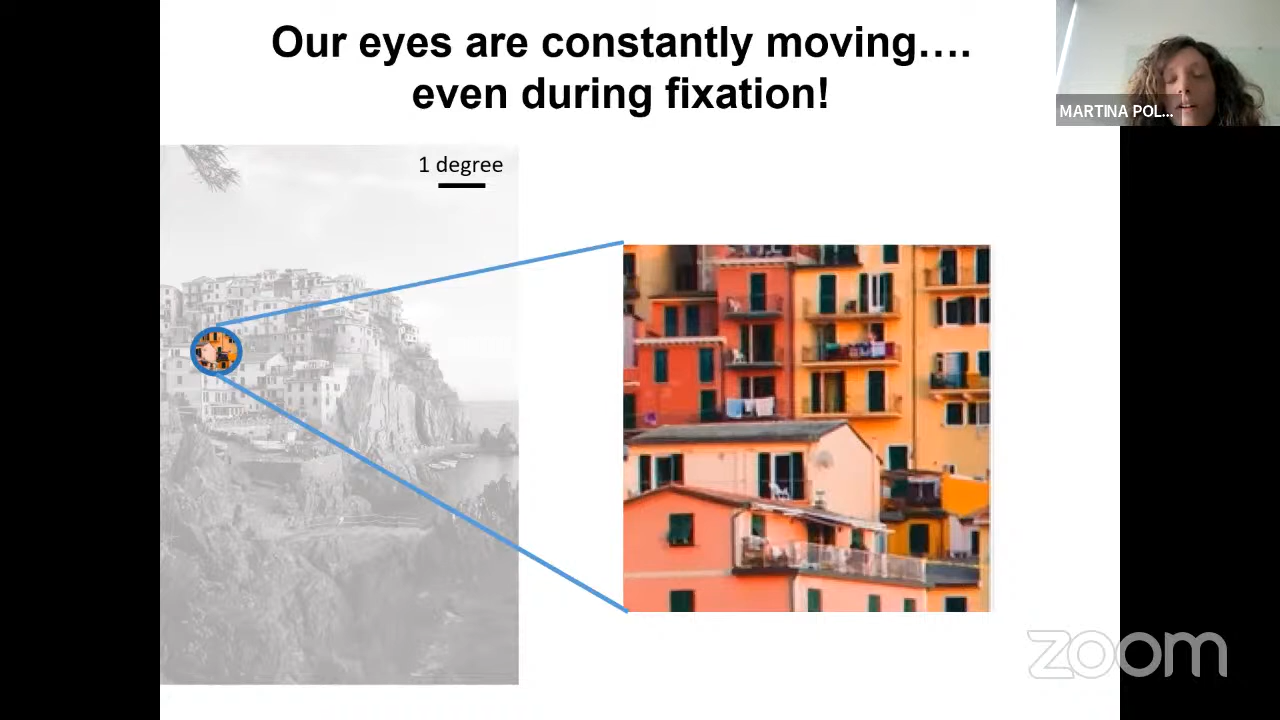 Our eyes are constantly moving….
even during fixation!
MARTINA POL...
1 degree
zoom